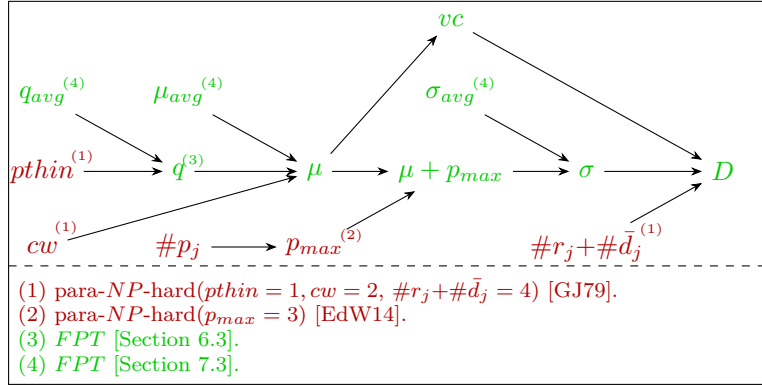 vc
q_avg^(4) μ_avg^(4) σ_avg^(4)
pthin^(1) q^(3) μ μ + p_max σ D
cw^(1) #p_j p_max^(2) #r_j+#d̄_j^(1)
(1) para-NP-hard(pthin = 1, cw = 2, #r_j+#d̄_j = 4) [GJ79].
(2) para-NP-hard(p_max = 3) [EdW14].
(3) FPT [Section 6.3].
(4) FPT [Section 7.3].